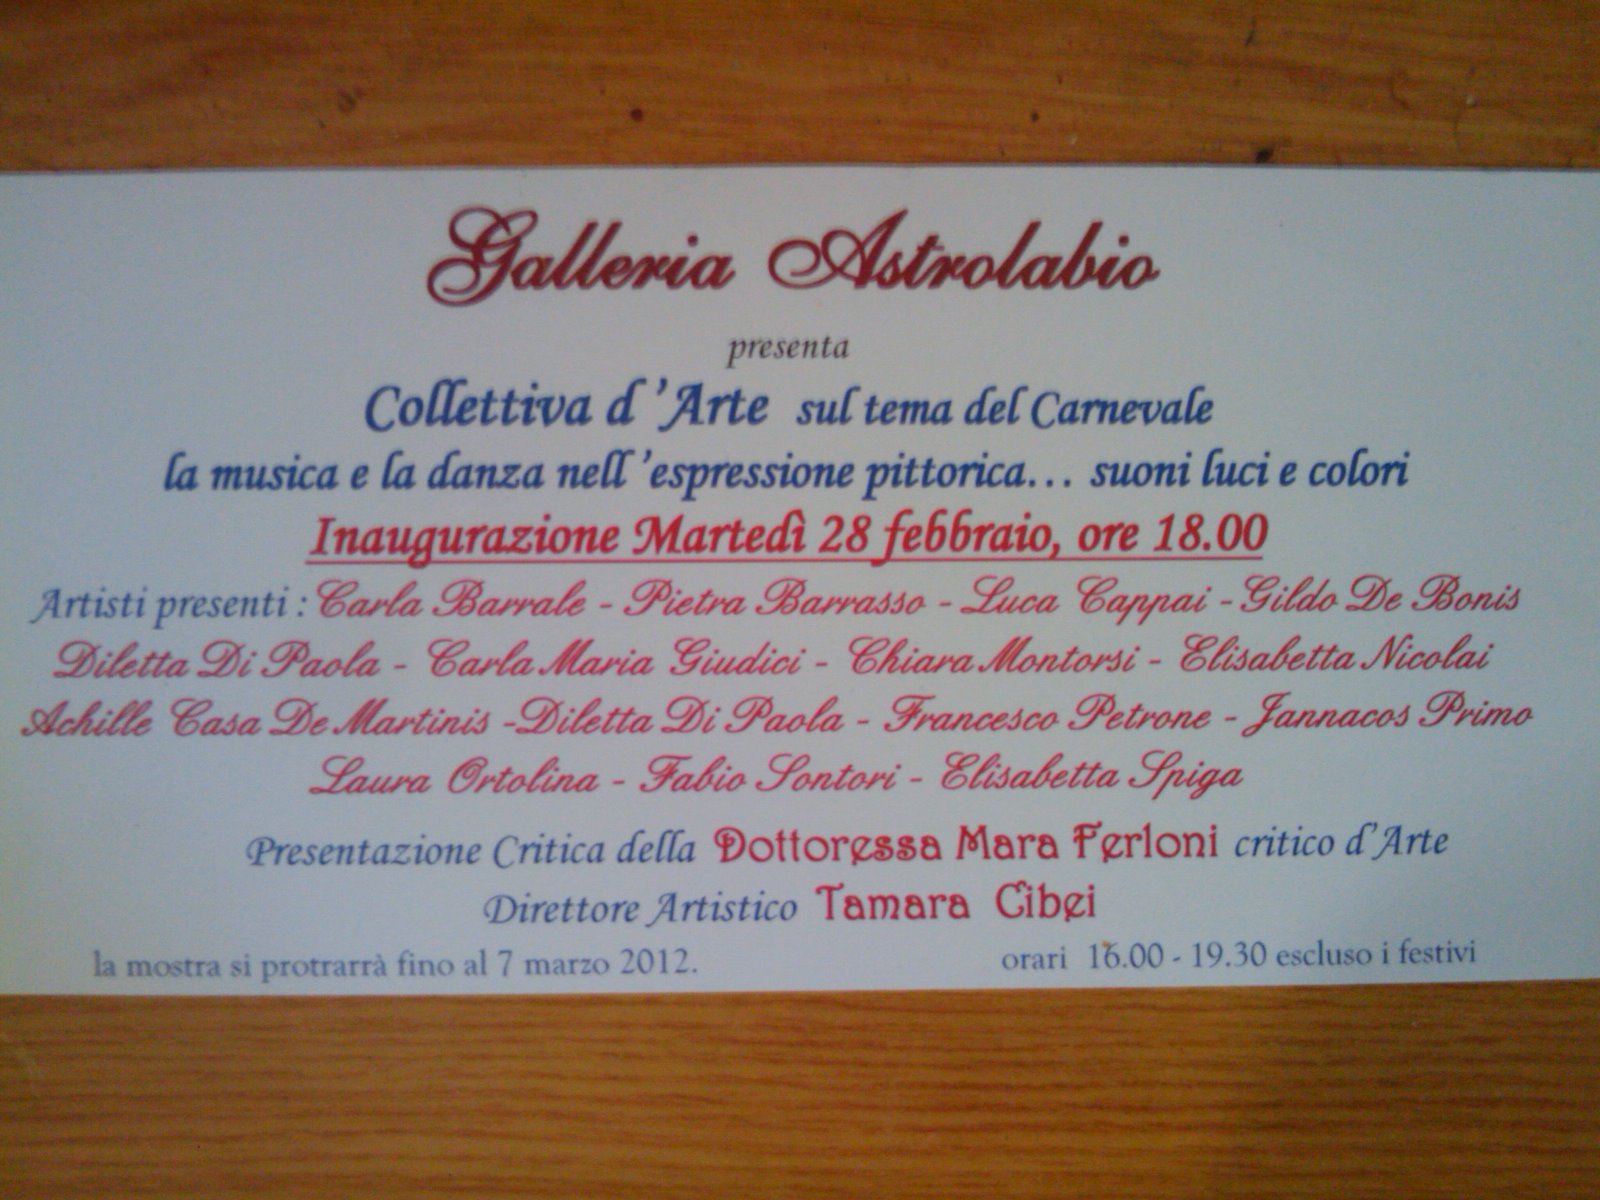 Galleria Astrolabio
presenta
Collettiva d'Arte sul tema del Carnevale
la musica e la danza nell'espressione pittorica... suoni luci e colori
Inaugurazione Martedì 28 febbraio, ore 18.00
Artisti presenti : Carla Barrale - Pietra Barrasso - Luca Cappai - Gildo De Bonis
Diletta Di Paola - Carla Maria Giudici - Chiara Montorsi - Elisabetta Nicolai
Achille Casa De Martinis -Diletta Di Paola - Francesco Petrone - Jannacos Primo
Laura Ortolina - Fabio Sontori - Elisabetta Spiga
Presentazione Critica della Dottoressa Mara Ferloni critico d'Arte
Direttore Artistico Tamara Cibei
la mostra si protrarrà fino al 7 marzo 2012. orari 16.00 - 19.30 escluso i festivi